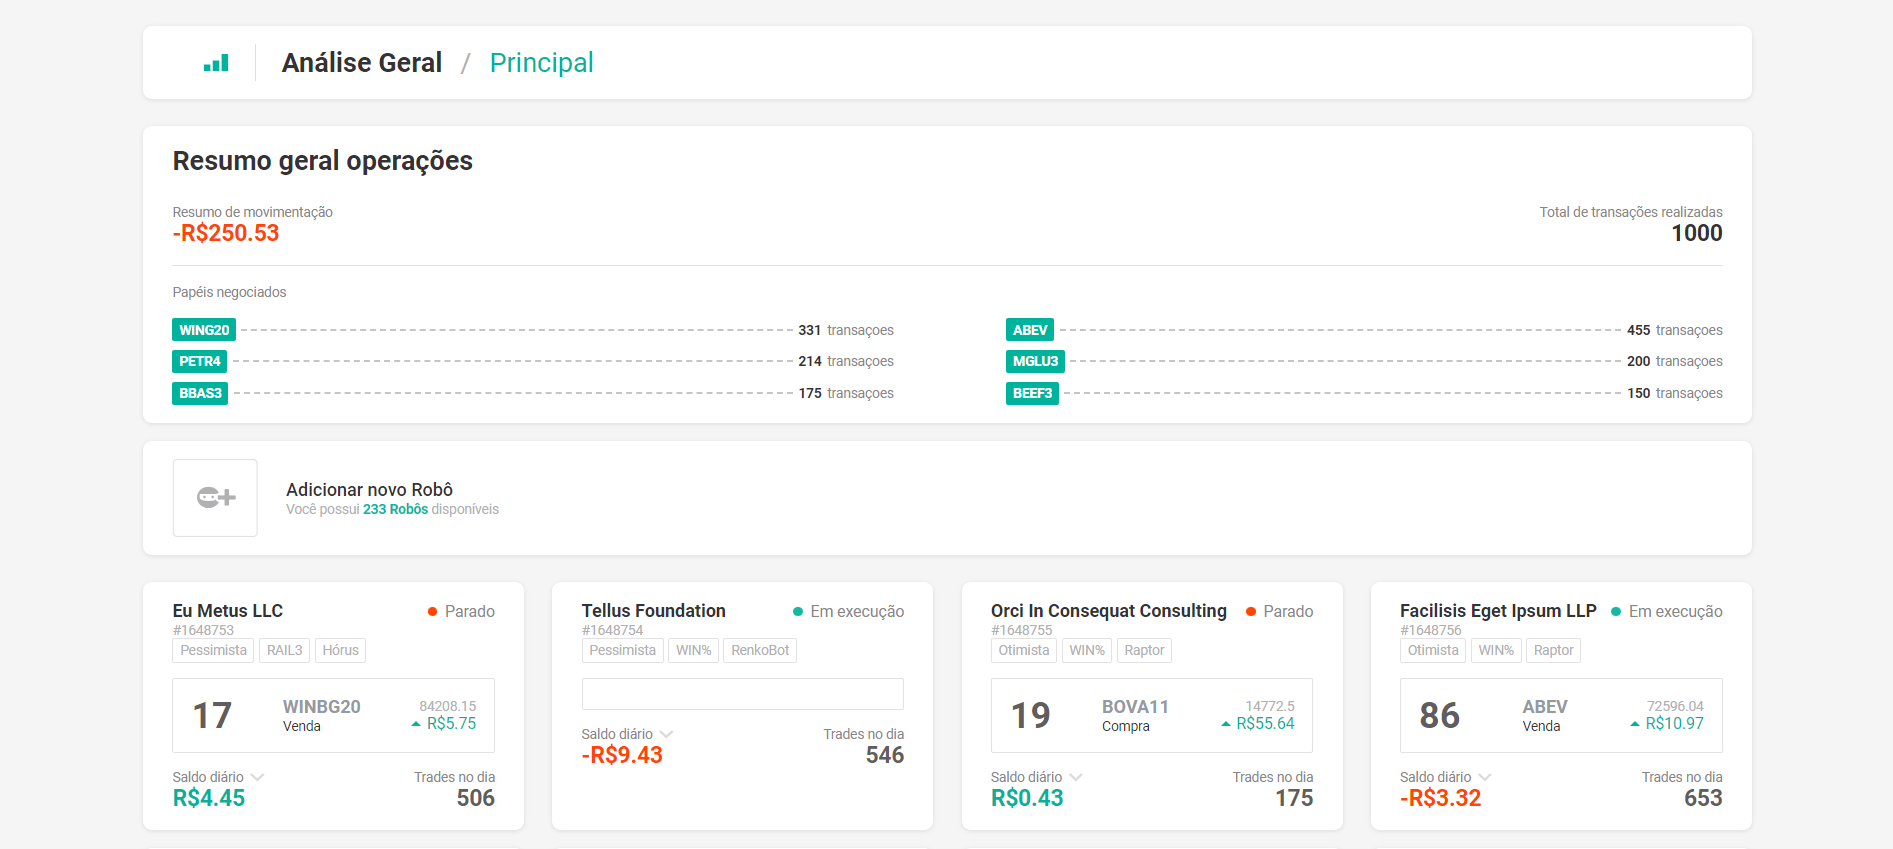 Análise Geral / Principal
Resumo geral operações
Resumo de movimentação
-R$250.53
Total de transações realizadas
1000
Papéis negociados
WING20 331 transaçoes
ABEV 455 transaçoes
PETR4 214 transaçoes
MGLU3 200 transaçoes
BBAS3 175 transaçoes
BEEF3 150 transaçoes
Adicionar novo Robô
Você possui 233 Robôs disponíveis
Eu Metus LLC Parado
#1648753
Pessimista RAIL3 Hórus
17 WINBG20 84208.15
Venda R$5.75
Saldo diário Trades no dia
R$4.45 506
Tellus Foundation Em execução
#1648754
Pessimista WIN% RenkoBot
Saldo diário Trades no dia
-R$9.43 546
Orci In Consequat Consulting Parado
#1648755
Otimista WIN% Raptor
19 BOVA11 14772.5
Compra R$55.64
Saldo diário Trades no dia
R$0.43 175
Facilisis Eget Ipsum LLP Em execução
#1648756
Otimista WIN% Raptor
86 ABEV 72596.04
Venda R$10.97
Saldo diário Trades no dia
-R$3.32 653